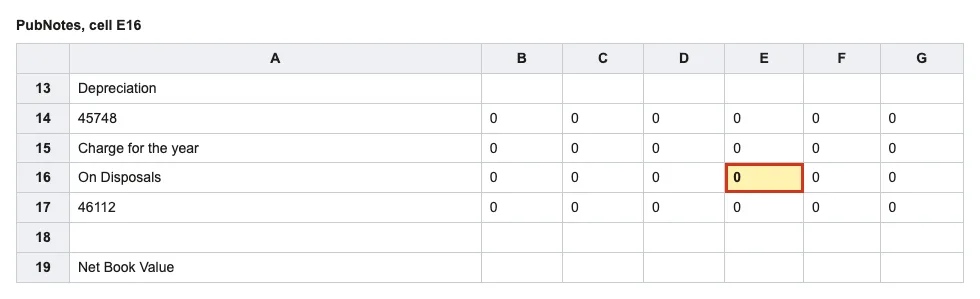 PubNotes, cell E16
A B C D E F G
13 Depreciation
14 45748 0 0 0 0 0 0
15 Charge for the year 0 0 0 0 0 0
16 On Disposals 0 0 0 0 0 0
17 46112 0 0 0 0 0 0
18
19 Net Book Value